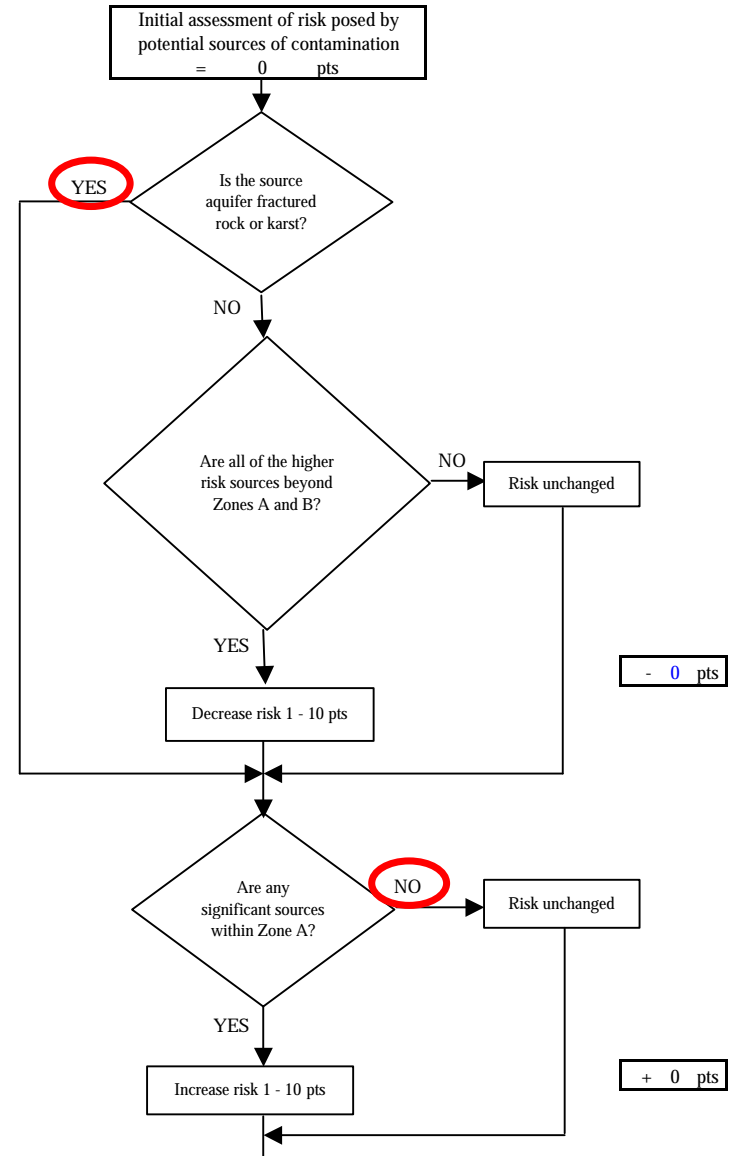 Initial assessment of risk posed by
potential sources of contamination
= 0 pts
YES
Is the source
aquifer fractured
rock or karst?
NO
Are all of the higher
risk sources beyond
Zones A and B?
NO
Risk unchanged
YES
- 0 pts
Decrease risk 1 - 10 pts
Are any
significant sources
within Zone A?
NO
Risk unchanged
YES
+ 0 pts
Increase risk 1 - 10 pts